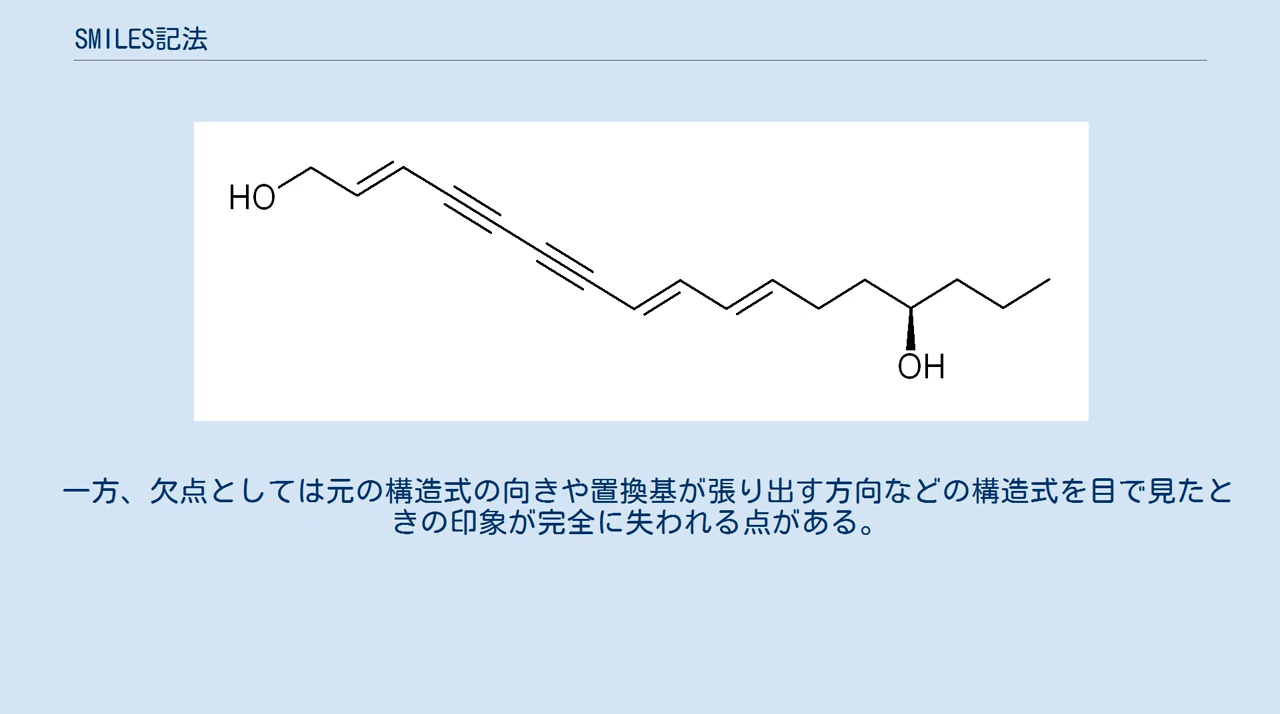 SMILES記法
HO
OH
一方、欠点としては元の構造式の向きや置換基が張り出す方向などの構造式を目で見たと
きの印象が完全に失われる点がある。